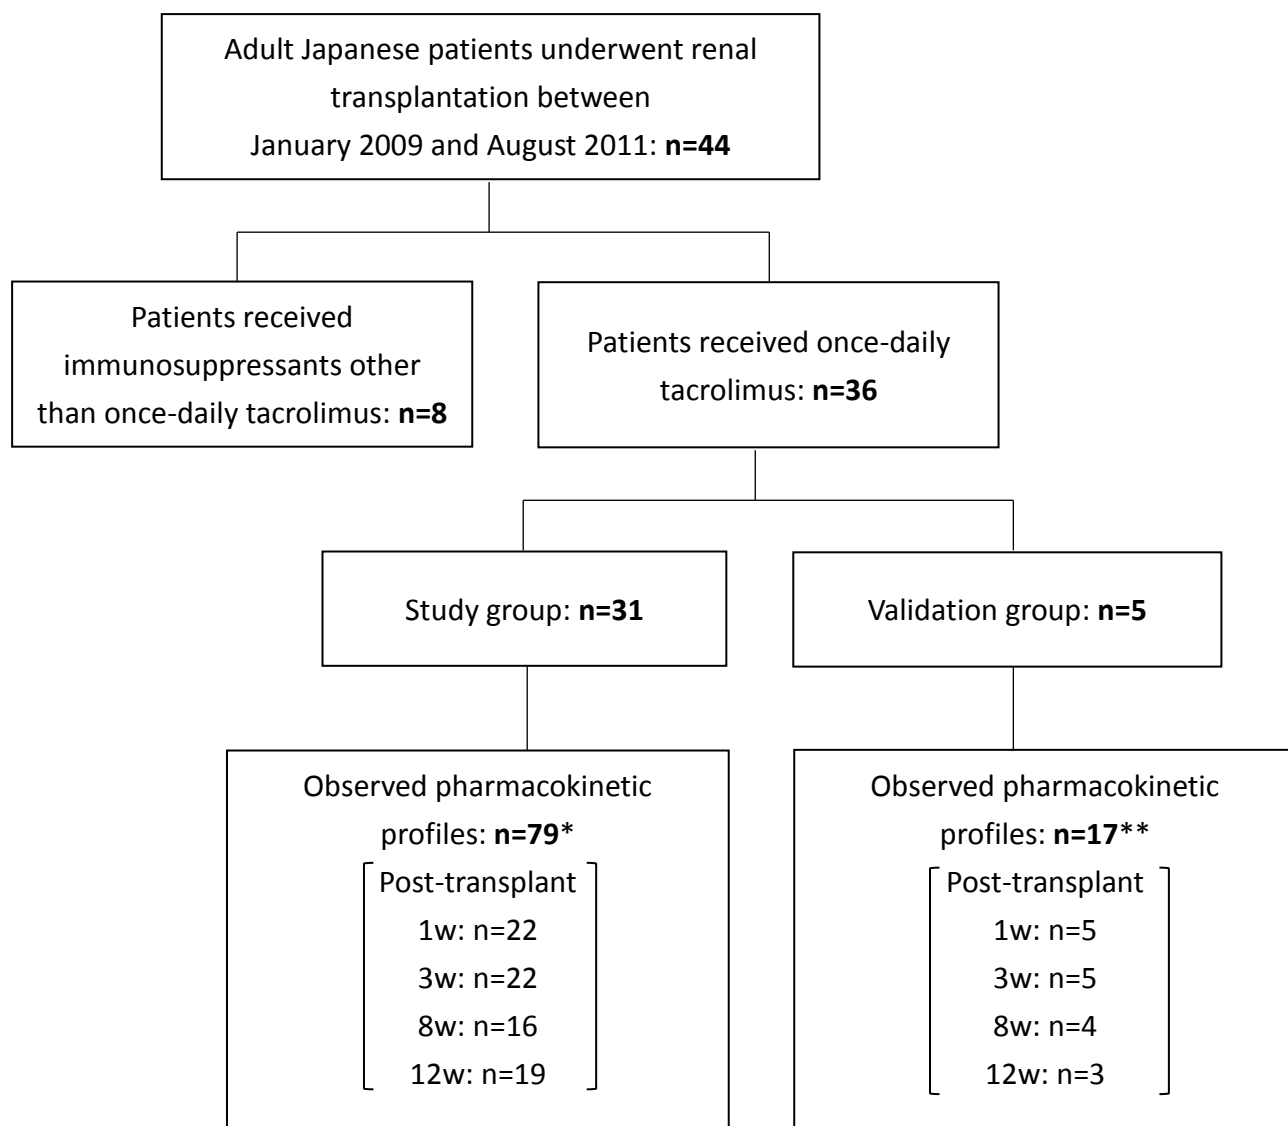 Adult Japanese patients underwent renal
transplantation between
January 2009 and August 2011: n=44
Patients received
immunosuppressants other
than once-daily tacrolimus: n=8
Patients received once-daily
tacrolimus: n=36
Study group: n=31
Validation group: n=5
Observed pharmacokinetic
profiles: n=79*
Post-transplant
1w: n=22
3w: n=22
8w: n=16
12w: n=19
Observed pharmacokinetic
profiles: n=17**
Post-transplant
1w: n=5
3w: n=5
8w: n=4
12w: n=3